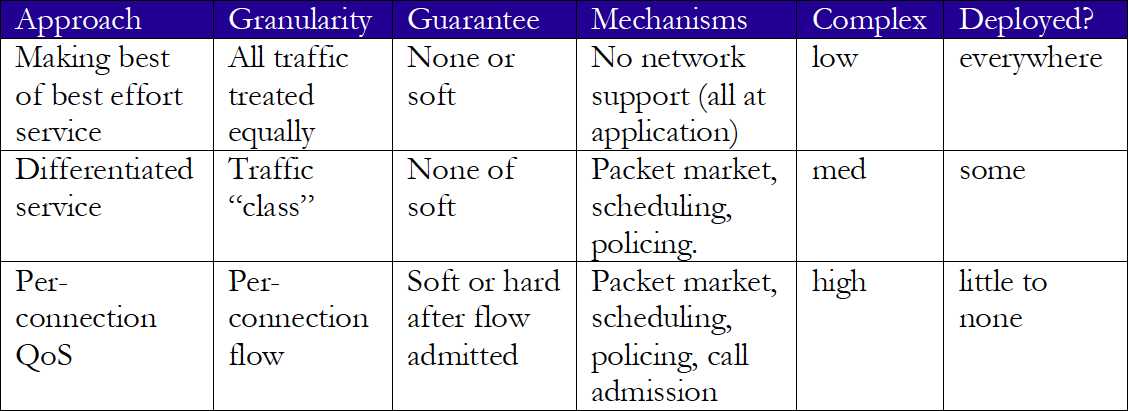 Approach Granularity Guarantee Mechanisms Complex Deployed?
Making best of best effort service
All traffic treated equally
None or soft
No network support (all at application)
low
everywhere
Differentiated service
Traffic “class”
None of soft
Packet market, scheduling, policing.
med
some
Per-connection QoS
Per-connection flow
Soft or hard after flow admitted
Packet market, scheduling, policing, call admission
high
little to none